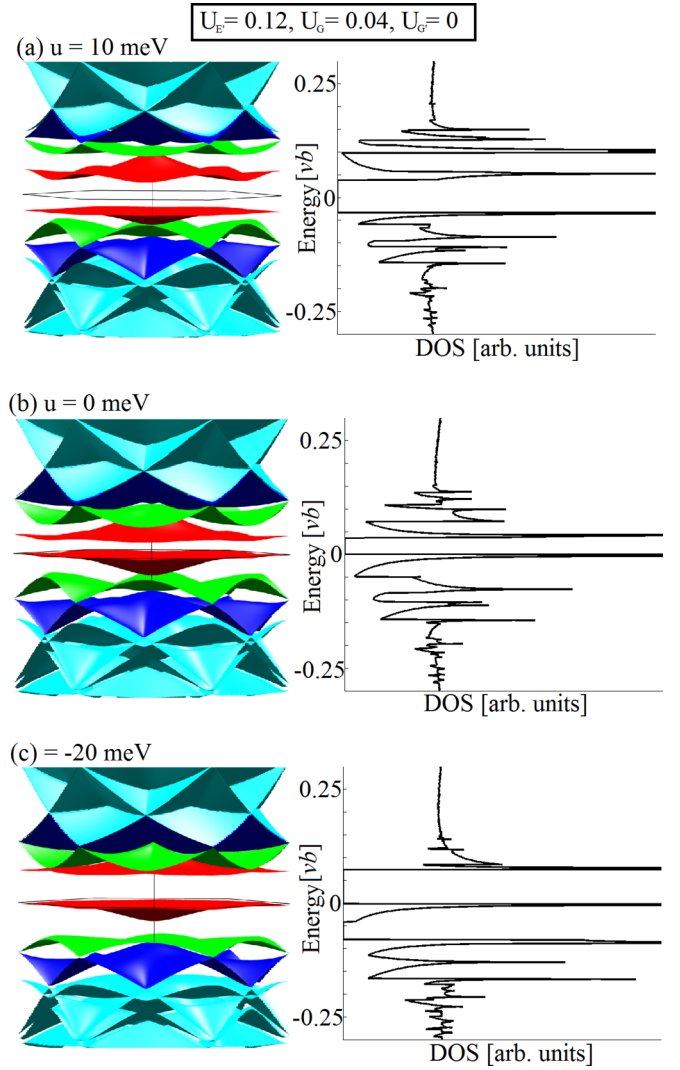 U_E'= 0.12, U_G= 0.04, U_G'= 0
(a) u = 10 meV
0.25
0
-0.25
Energy [vb]
DOS [arb. units]
(b) u = 0 meV
0.25
0
-0.25
Energy [vb]
DOS [arb. units]
(c) = -20 meV
0.25
0
-0.25
Energy [vb]
DOS [arb. units]